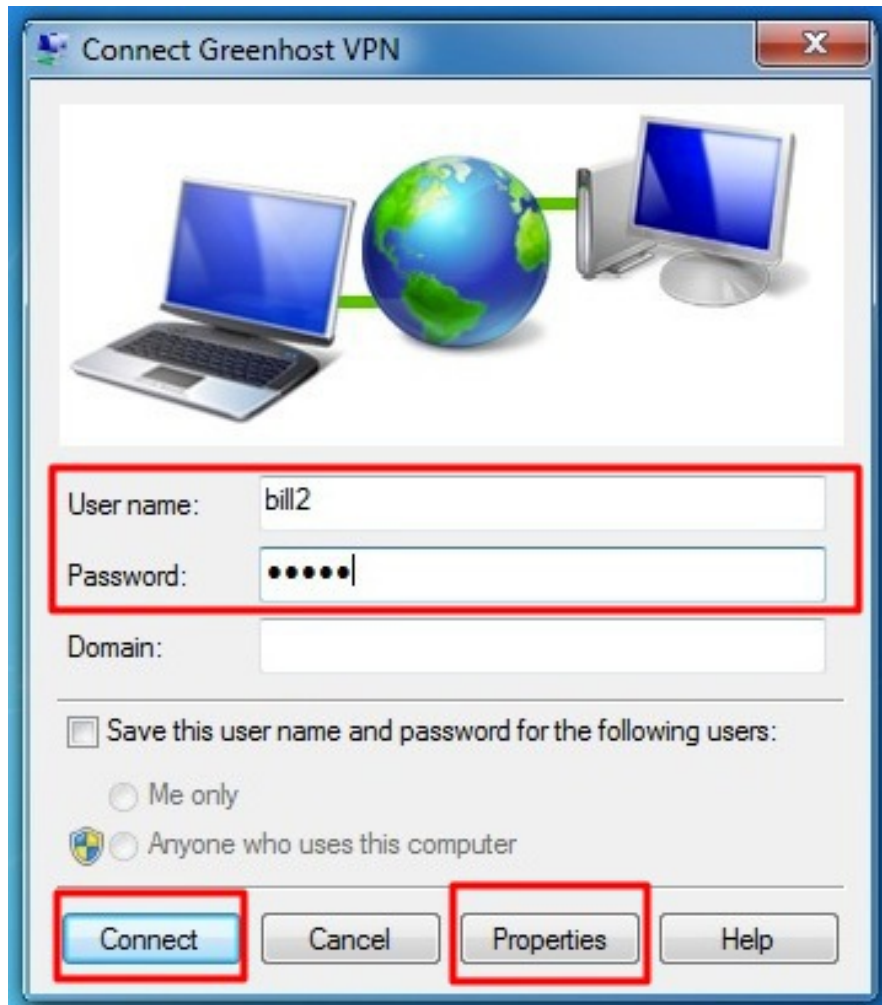 Connect Greenhost VPN
User name: bill2
Password: •••••
Domain:
Save this user name and password for the following users:
Me only
Anyone who uses this computer
Connect Cancel Properties Help